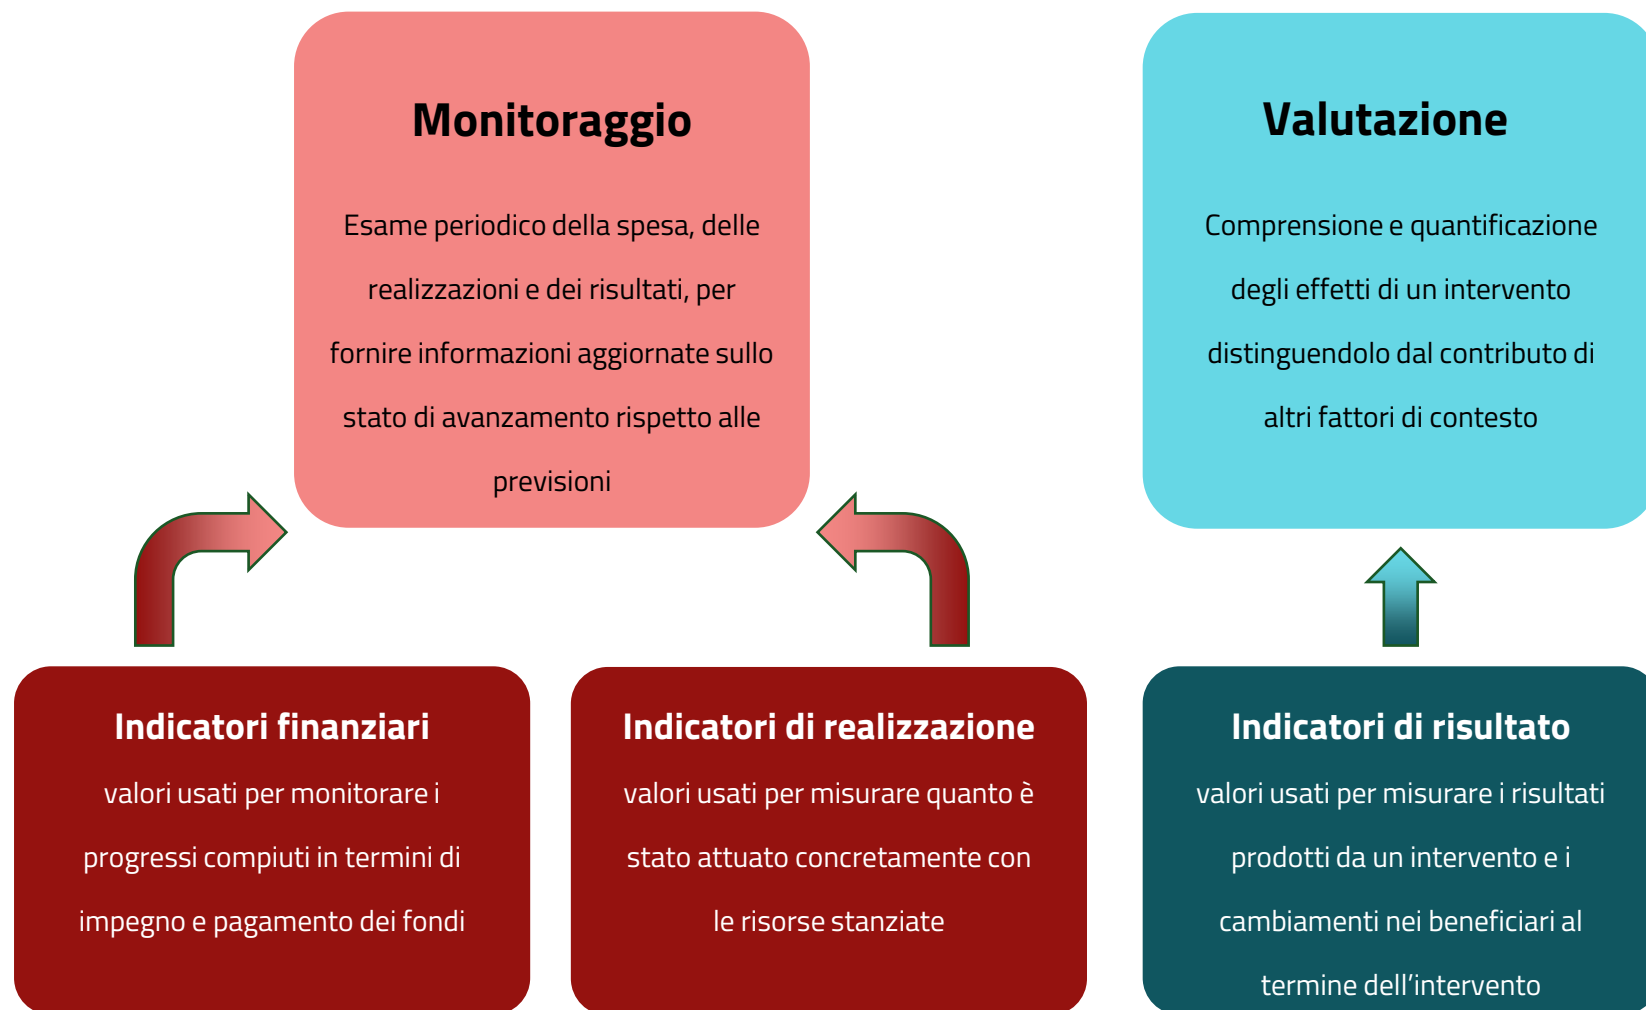 Monitoraggio
Esame periodico della spesa, delle
realizzazioni e dei risultati, per
fornire informazioni aggiornate sullo
stato di avanzamento rispetto alle
previsioni
Valutazione
Comprensione e quantificazione
degli effetti di un intervento
distinguendolo dal contributo di
altri fattori di contesto
Indicatori finanziari
valori usati per monitorare i
progressi compiuti in termini di
impegno e pagamento dei fondi
Indicatori di realizzazione
valori usati per misurare quanto è
stato attuato concretamente con
le risorse stanziate
Indicatori di risultato
valori usati per misurare i risultati
prodotti da un intervento e i
cambiamenti nei beneficiari al
termine dell’intervento